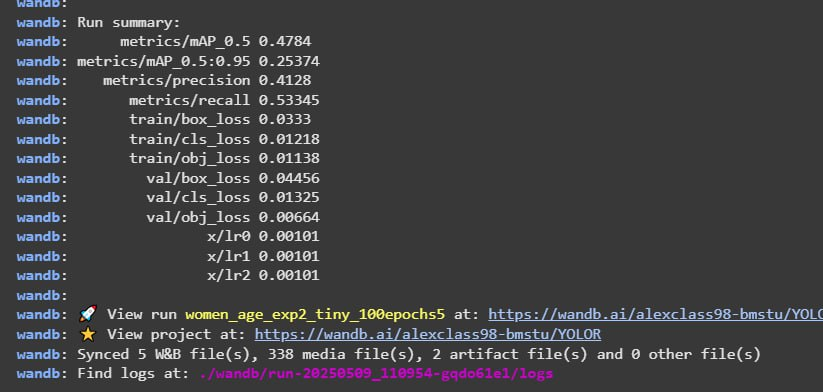 wandb:
wandb: Run summary:
wandb: metrics/mAP_0.5 0.4784
wandb: metrics/mAP_0.5:0.95 0.25374
wandb: metrics/precision 0.4128
wandb: metrics/recall 0.53345
wandb: train/box_loss 0.0333
wandb: train/cls_loss 0.01218
wandb: train/obj_loss 0.01138
wandb: val/box_loss 0.04456
wandb: val/cls_loss 0.01325
wandb: val/obj_loss 0.00664
wandb: x/lr0 0.00101
wandb: x/lr1 0.00101
wandb: x/lr2 0.00101
wandb:
wandb: 🚀 View run women_age_exp2_tiny_100epochs5 at: https://wandb.ai/alexclass98-bmstu/YOLO
wandb: ⭐ View project at: https://wandb.ai/alexclass98-bmstu/YOLOR
wandb: Synced 5 W&B file(s), 338 media file(s), 2 artifact file(s) and 0 other file(s)
wandb: Find logs at: ./wandb/run-20250509_110954-gqdo61el/logs